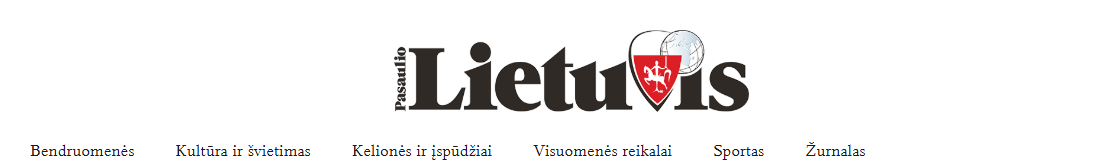 Pasaulio
Lietuvis
Bendruomenės Kultūra ir švietimas Kelionės ir įspūdžiai Visuomenės reikalai Sportas Žurnalas